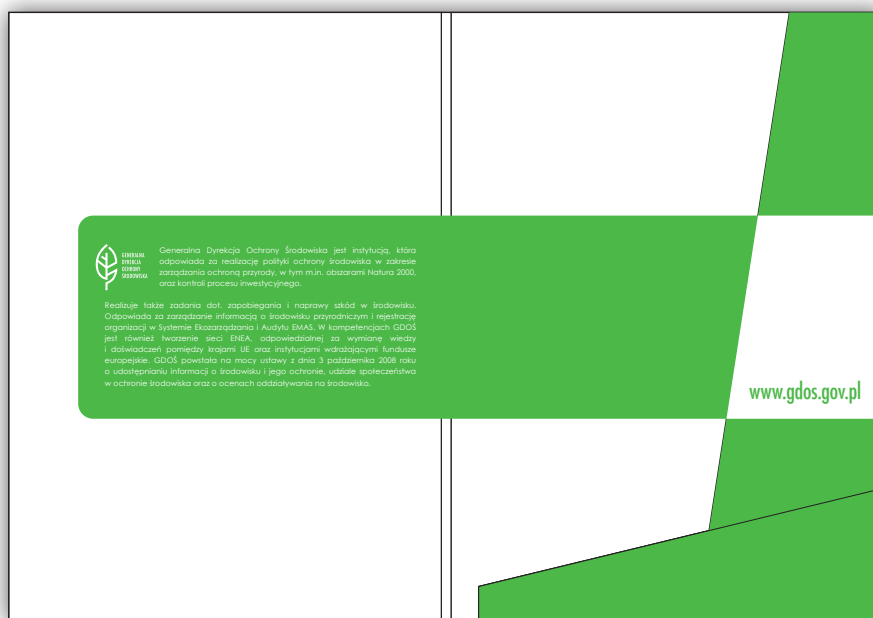 GENERALNA
DYREKCJA
OCHRONY
ŚRODOWISKA
Generalna Dyrekcja Ochrony Środowiska jest instytucją, która
odpowiada za realizację polityki ochrony środowiska w zakresie
zarządzania ochroną przyrody, w tym m.in. obszarami Natura 2000,
oraz kontroli procesu inwestycyjnego.
Realizuje także zadania dot. zapobiegania i naprawy szkód w środowisku.
Odpowiada za zarządzanie informacją o środowisku przyrodniczym i rejestrację
organizacji w Systemie Ekozarządzania i Audytu EMAS. W kompetencjach GDOŚ
jest również tworzenie sieci ENEA, odpowiedzialnej za wymianę wiedzy
i doświadczeń pomiędzy krajami UE oraz instytucjami wdrażającymi fundusze
europejskie. GDOŚ powstała na mocy ustawy z dnia 3 października 2008 roku
o udostępnianiu informacji o środowisku i jego ochronie, udziale społeczeństwa
w ochronie środowiska oraz o ocenach oddziaływania na środowisko.
www.gdos.gov.pl